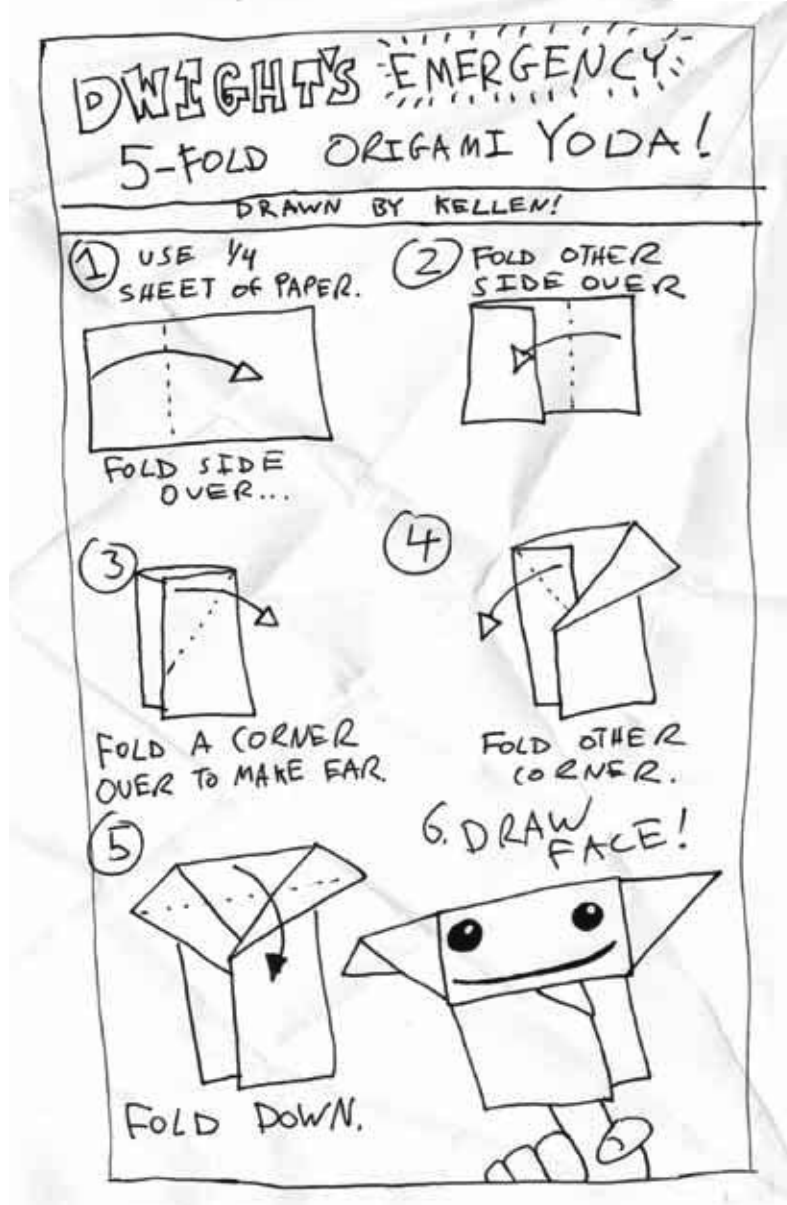 DWIGHT'S EMERGENCY
5-FOLD ORIGAMI YODA!
DRAWN BY KELLEN!
1 USE 1/4
SHEET OF PAPER.
FOLD SIDE
OVER...
2 FOLD OTHER
SIDE OVER
3
FOLD A CORNER
OVER TO MAKE EAR.
4
FOLD OTHER
CORNER.
5
FOLD DOWN.
6. DRAW
FACE!